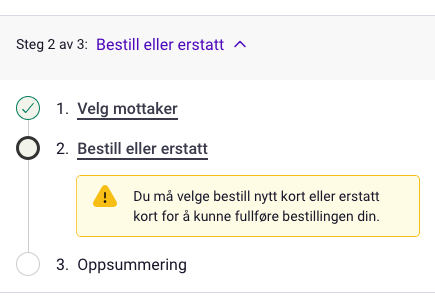 Steg 2 av 3: Bestill eller erstatt
1. Velg mottaker
2. Bestill eller erstatt
Du må velge bestill nytt kort eller erstatt
kort for å kunne fullføre bestillingen din.
3. Oppsummering